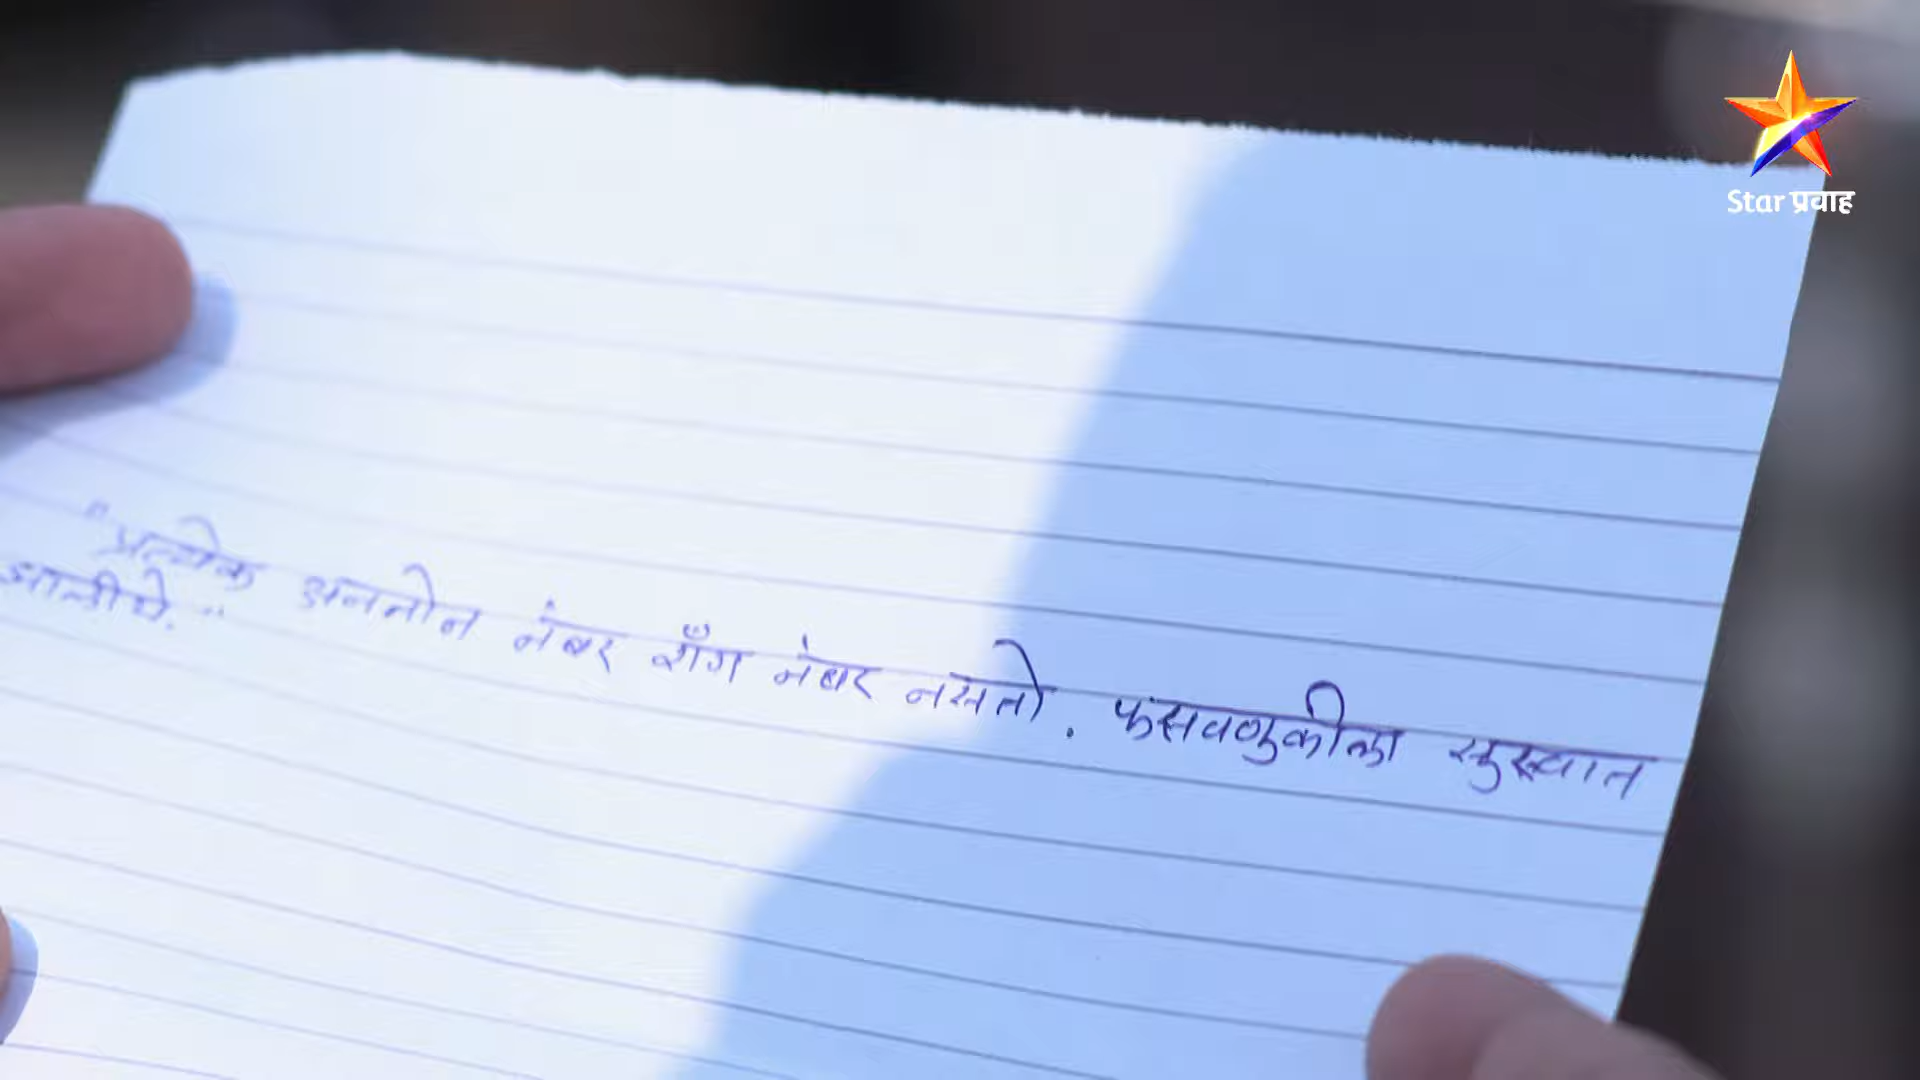 Star प्रवाह
"प्रत्येक अननोन नंबर राँग नंबर नसतो. फसवणुकीला सुरुवात
झालीये."